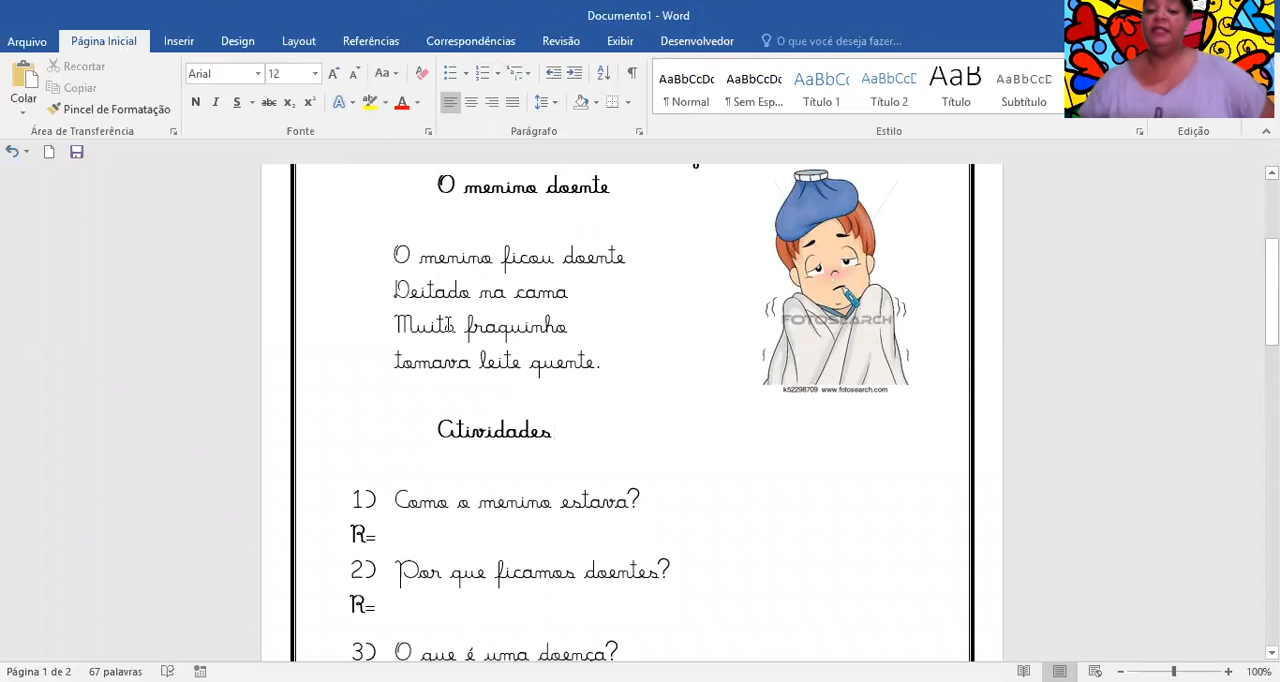 Documento1 - Word
Arquivo Página Inicial Inserir Design Layout Referências Correspondências Revisão Exibir Desenvolvedor O que você deseja fazer...
Colar
Recortar
Copiar
Pincel de Formatação
Área de Transferência
Arial 12
Fonte
Parágrafo
AaBbCcDc AaBbCcDc AaBbCc AaBbCcD AaB AaBbCcD
¶ Normal ¶ Sem Esp... Título 1 Título 2 Título Subtítulo
Estilo
Edição
O menino doente
O menino ficou doente
Deitado na cama
Muito fraquinho
tomava leite quente.
FOTOSEARCH
k52298709 www.fotosearch.com
Atividades
1) Como o menino estava?
R=
2) Por que ficamos doentes?
R=
3) O que é uma doença?
Página 1 de 2 67 palavras 100%